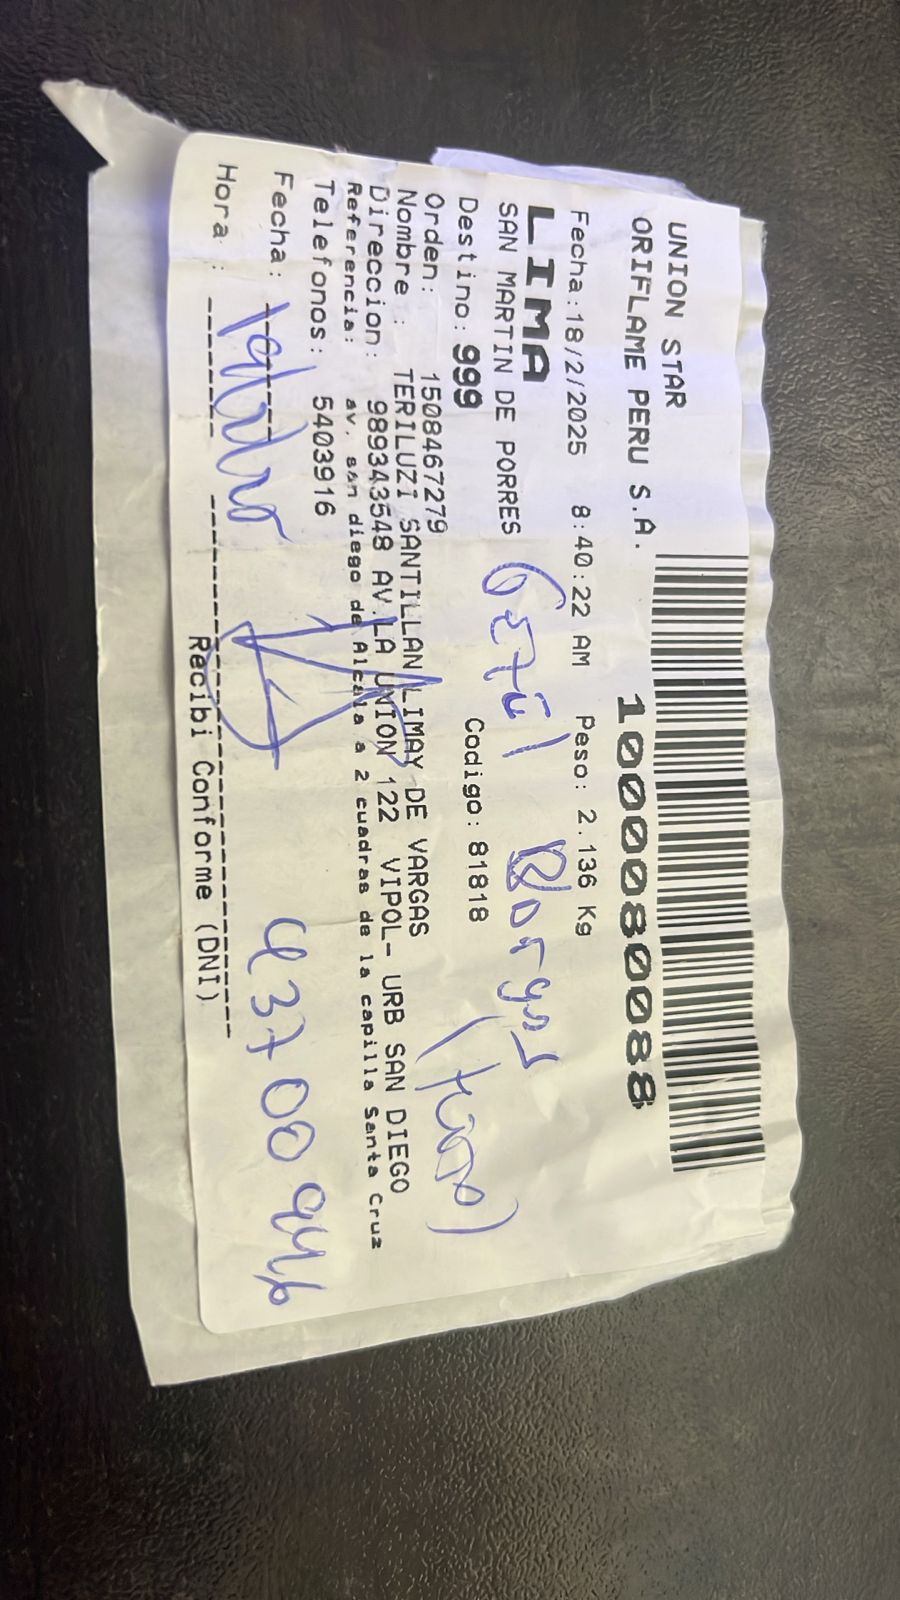 UNION STAR
ORIFLAME PERU S.A.
10000800088
Fecha:18/2/2025 8:40:22 AM Peso: 2.136 Kg
LIMA
SAN MARTIN DE PORRES
Borges
Destino: 999 Codigo: 81818
Orden: 1508467279
Nombre : TERILUZI SANTILLAN LIMAY DE VARGAS
Direccion: 989343548 AV.LA UNION 122 VIPOL- URB SAN DIEGO
Referencia: av. san diego de Alcala a 2 cuadras de la capilla Santa Cruz
Telefonos: 5403916
Fecha:
Hora :
Recibi Conforme (DNI)